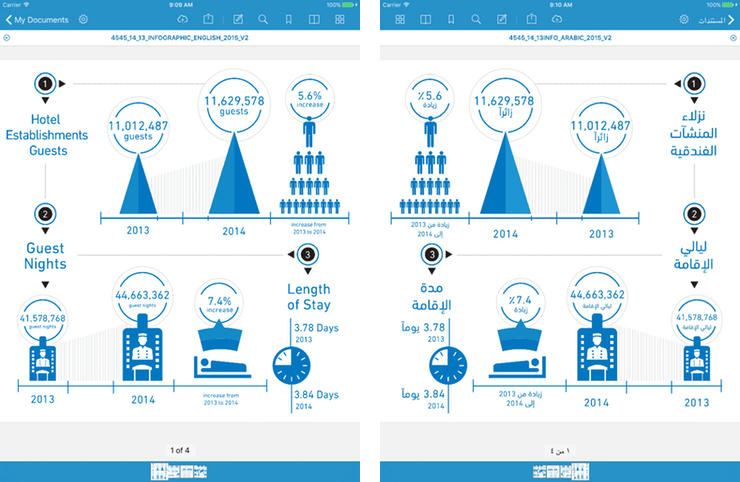 Carrier
9:09 AM
100%
My Documents
4545_14_13_INFOGRAPHIC_ENGLISH_2015_V2
1
Hotel
Establishments
Guests
11,012,487
guests
11,629,578
guests
5.6%
increase
2013
2014
increase from
2013 to 2014
2
Guest
Nights
41,578,768
guest nights
44,663,362
guest nights
7.4%
increase
2013
2014
increase from
2013 to 2014
3
Length
of Stay
3.78 Days
2013
3.84 Days
2014
1 of 4
Carrier
9:10 AM
100%
المستندات
4545_14_13INFO_ARABIC_2015_V2
1
نزلاء
المنشآت
الفندقية
11,012,487
زائراً
11,629,578
زائراً
٪5.6
زيادة
2013
2014
زيادة من 2013
إلى 2014
2
ليالي
الإقامة
41,578,768
ليالي الإقامة
44,663,362
ليالي الإقامة
٪7.4
زيادة
2013
2014
زيادة من 2013
إلى 2014
3
مدة
الإقامة
3.78 يوماً
2013
3.84 يوماً
2014
١ من ٤